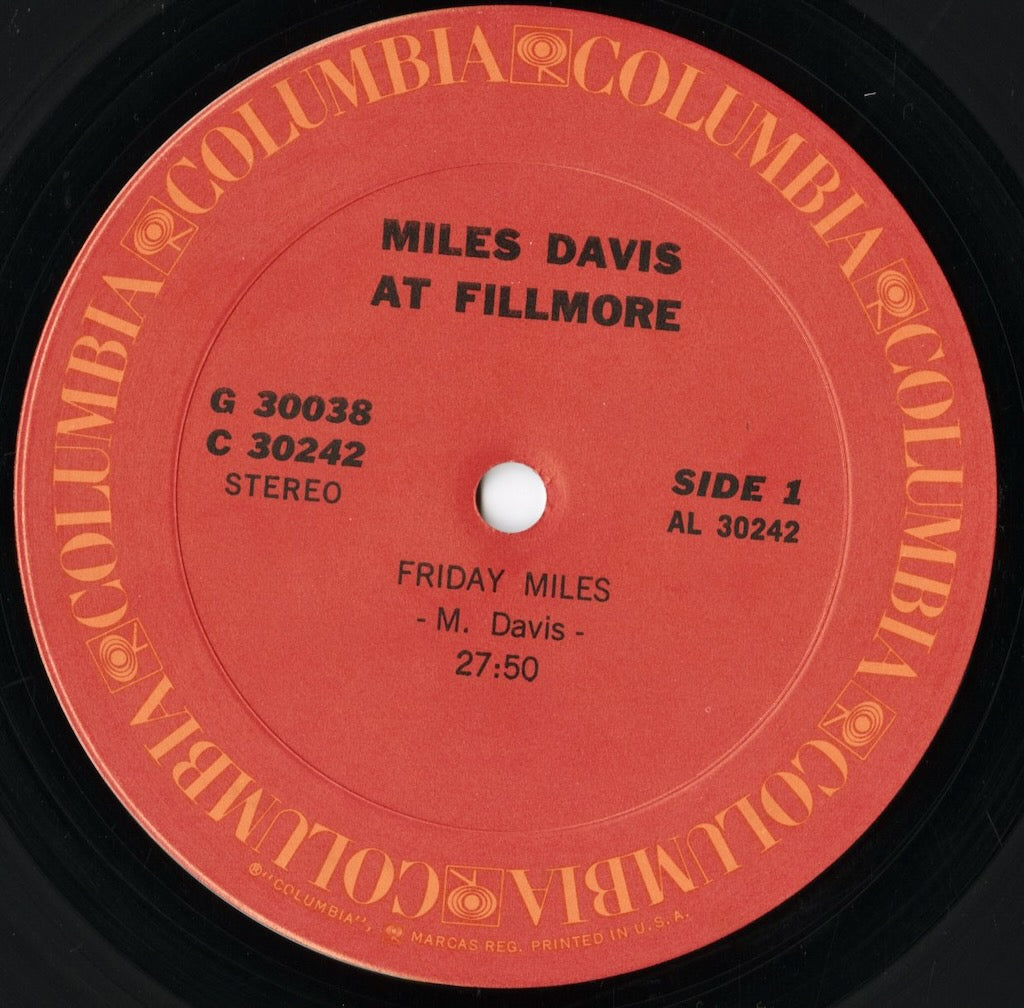 COLUMBIA COLUMBIA COLUMBIA COLUMBIA COLUMBIA COLUMBIA
MILES DAVIS
AT FILLMORE
G 30038
C 30242
STEREO
SIDE 1
AL 30242
FRIDAY MILES
- M. Davis -
27:50
®"COLUMBIA", MARCAS REG. PRINTED IN U.S.A.